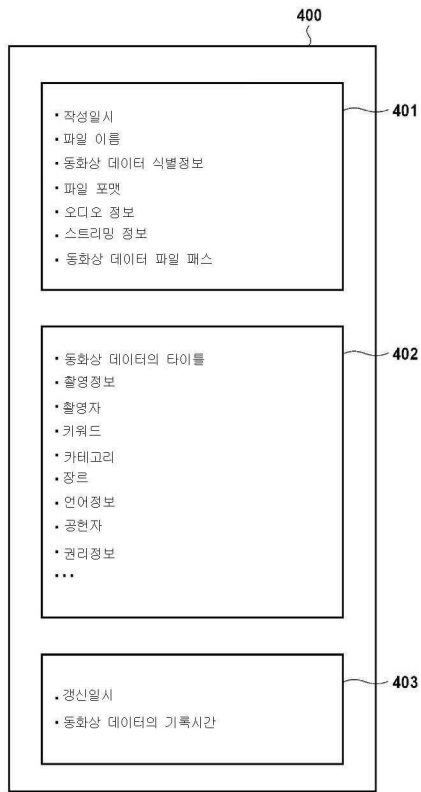 400
401
· 작성일시
· 파일 이름
· 동화상 데이터 식별정보
· 파일 포맷
· 오디오 정보
· 스트리밍 정보
· 동화상 데이터 파일 패스
402
· 동화상 데이터의 타이틀
· 촬영정보
· 촬영자
· 키워드
· 카테고리
· 장르
· 언어정보
· 공헌자
· 권리정보
...
403
· 갱신일시
· 동화상 데이터의 기록시간